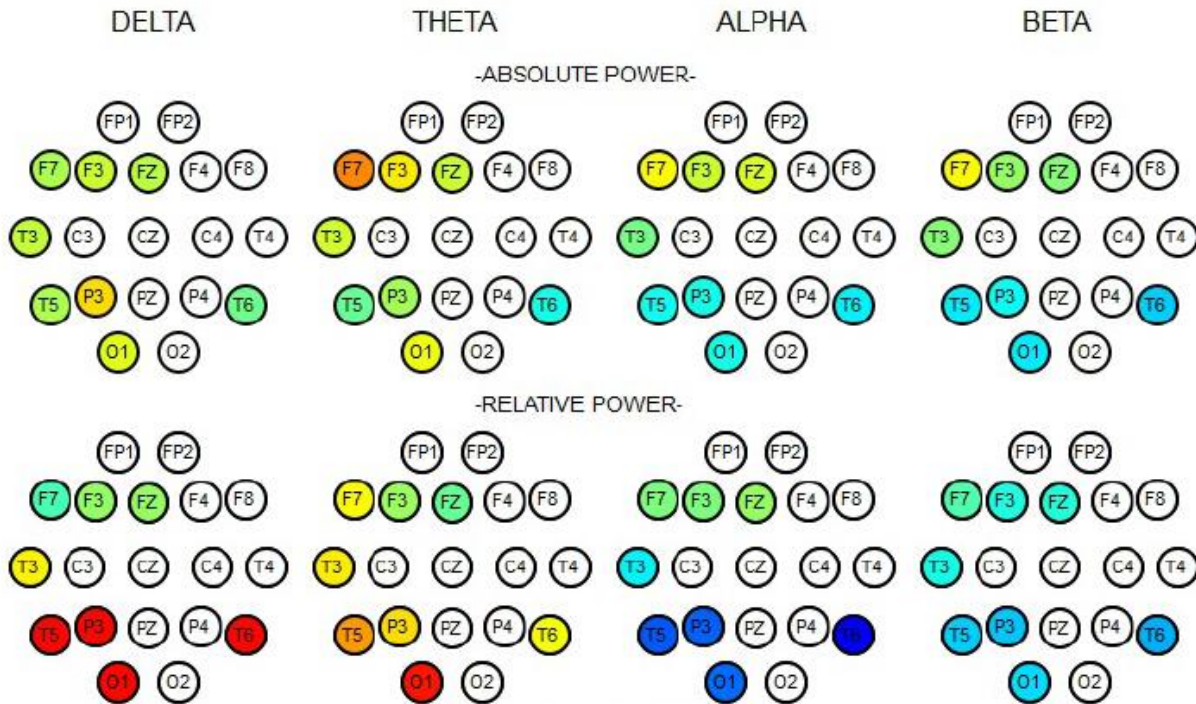 DELTA THETA ALPHA BETA
-ABSOLUTE POWER-
FP1 FP2 FP1 FP2 FP1 FP2 FP1 FP2
F7 F3 FZ F4 F8 F7 F3 FZ F4 F8 F7 F3 FZ F4 F8 F7 F3 FZ F4 F8
T3 C3 CZ C4 T4 T3 C3 CZ C4 T4 T3 C3 CZ C4 T4 T3 C3 CZ C4 T4
T5 P3 PZ P4 T6 T5 P3 PZ P4 T6 T5 P3 PZ P4 T6 T5 P3 PZ P4 T6
O1 O2 O1 O2 O1 O2 O1 O2
-RELATIVE POWER-
FP1 FP2 FP1 FP2 FP1 FP2 FP1 FP2
F7 F3 FZ F4 F8 F7 F3 FZ F4 F8 F7 F3 FZ F4 F8 F7 F3 FZ F4 F8
T3 C3 CZ C4 T4 T3 C3 CZ C4 T4 T3 C3 CZ C4 T4 T3 C3 CZ C4 T4
T5 P3 PZ P4 T6 T5 P3 PZ P4 T6 T5 P3 PZ P4 T6 T5 P3 PZ P4 T6
O1 O2 O1 O2 O1 O2 O1 O2